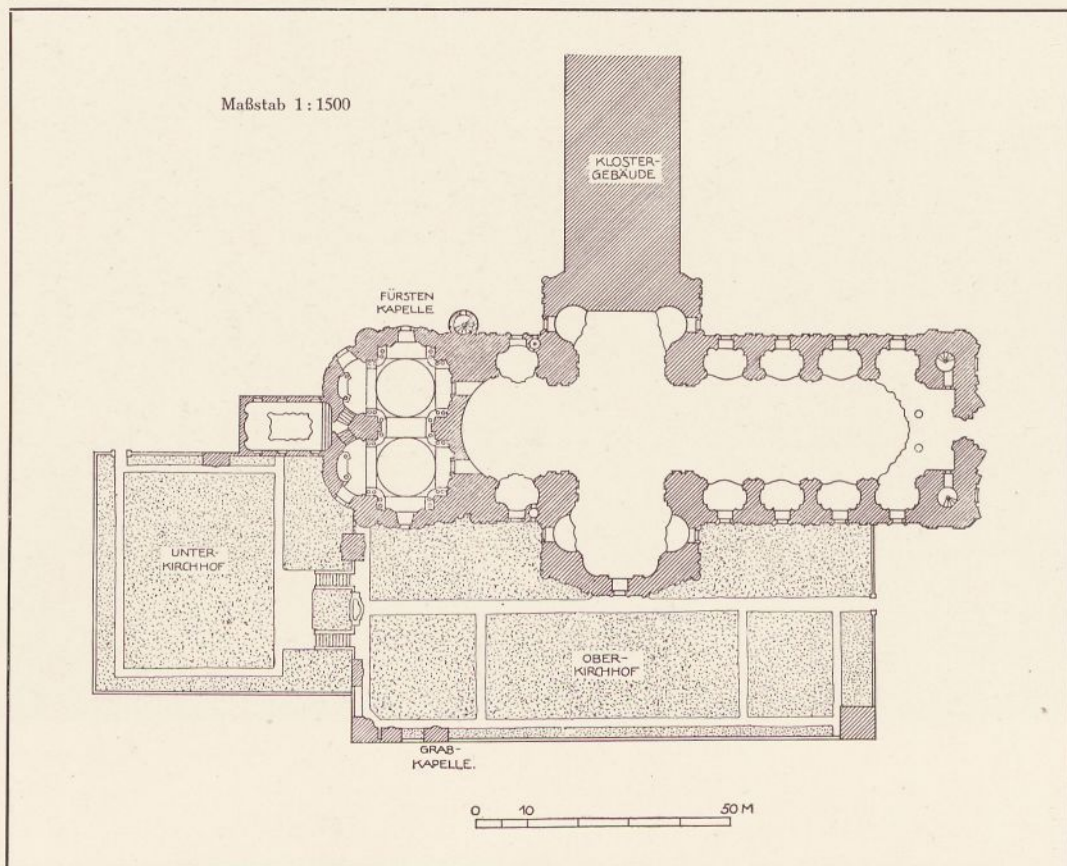 Maßstab 1:1500
KLOSTER-
GEBÄUDE
FÜRSTEN
KAPELLE
UNTER-
KIRCHHOF
OBER-
KIRCHHOF
GRAB-
KAPELLE.
0 10 50 M